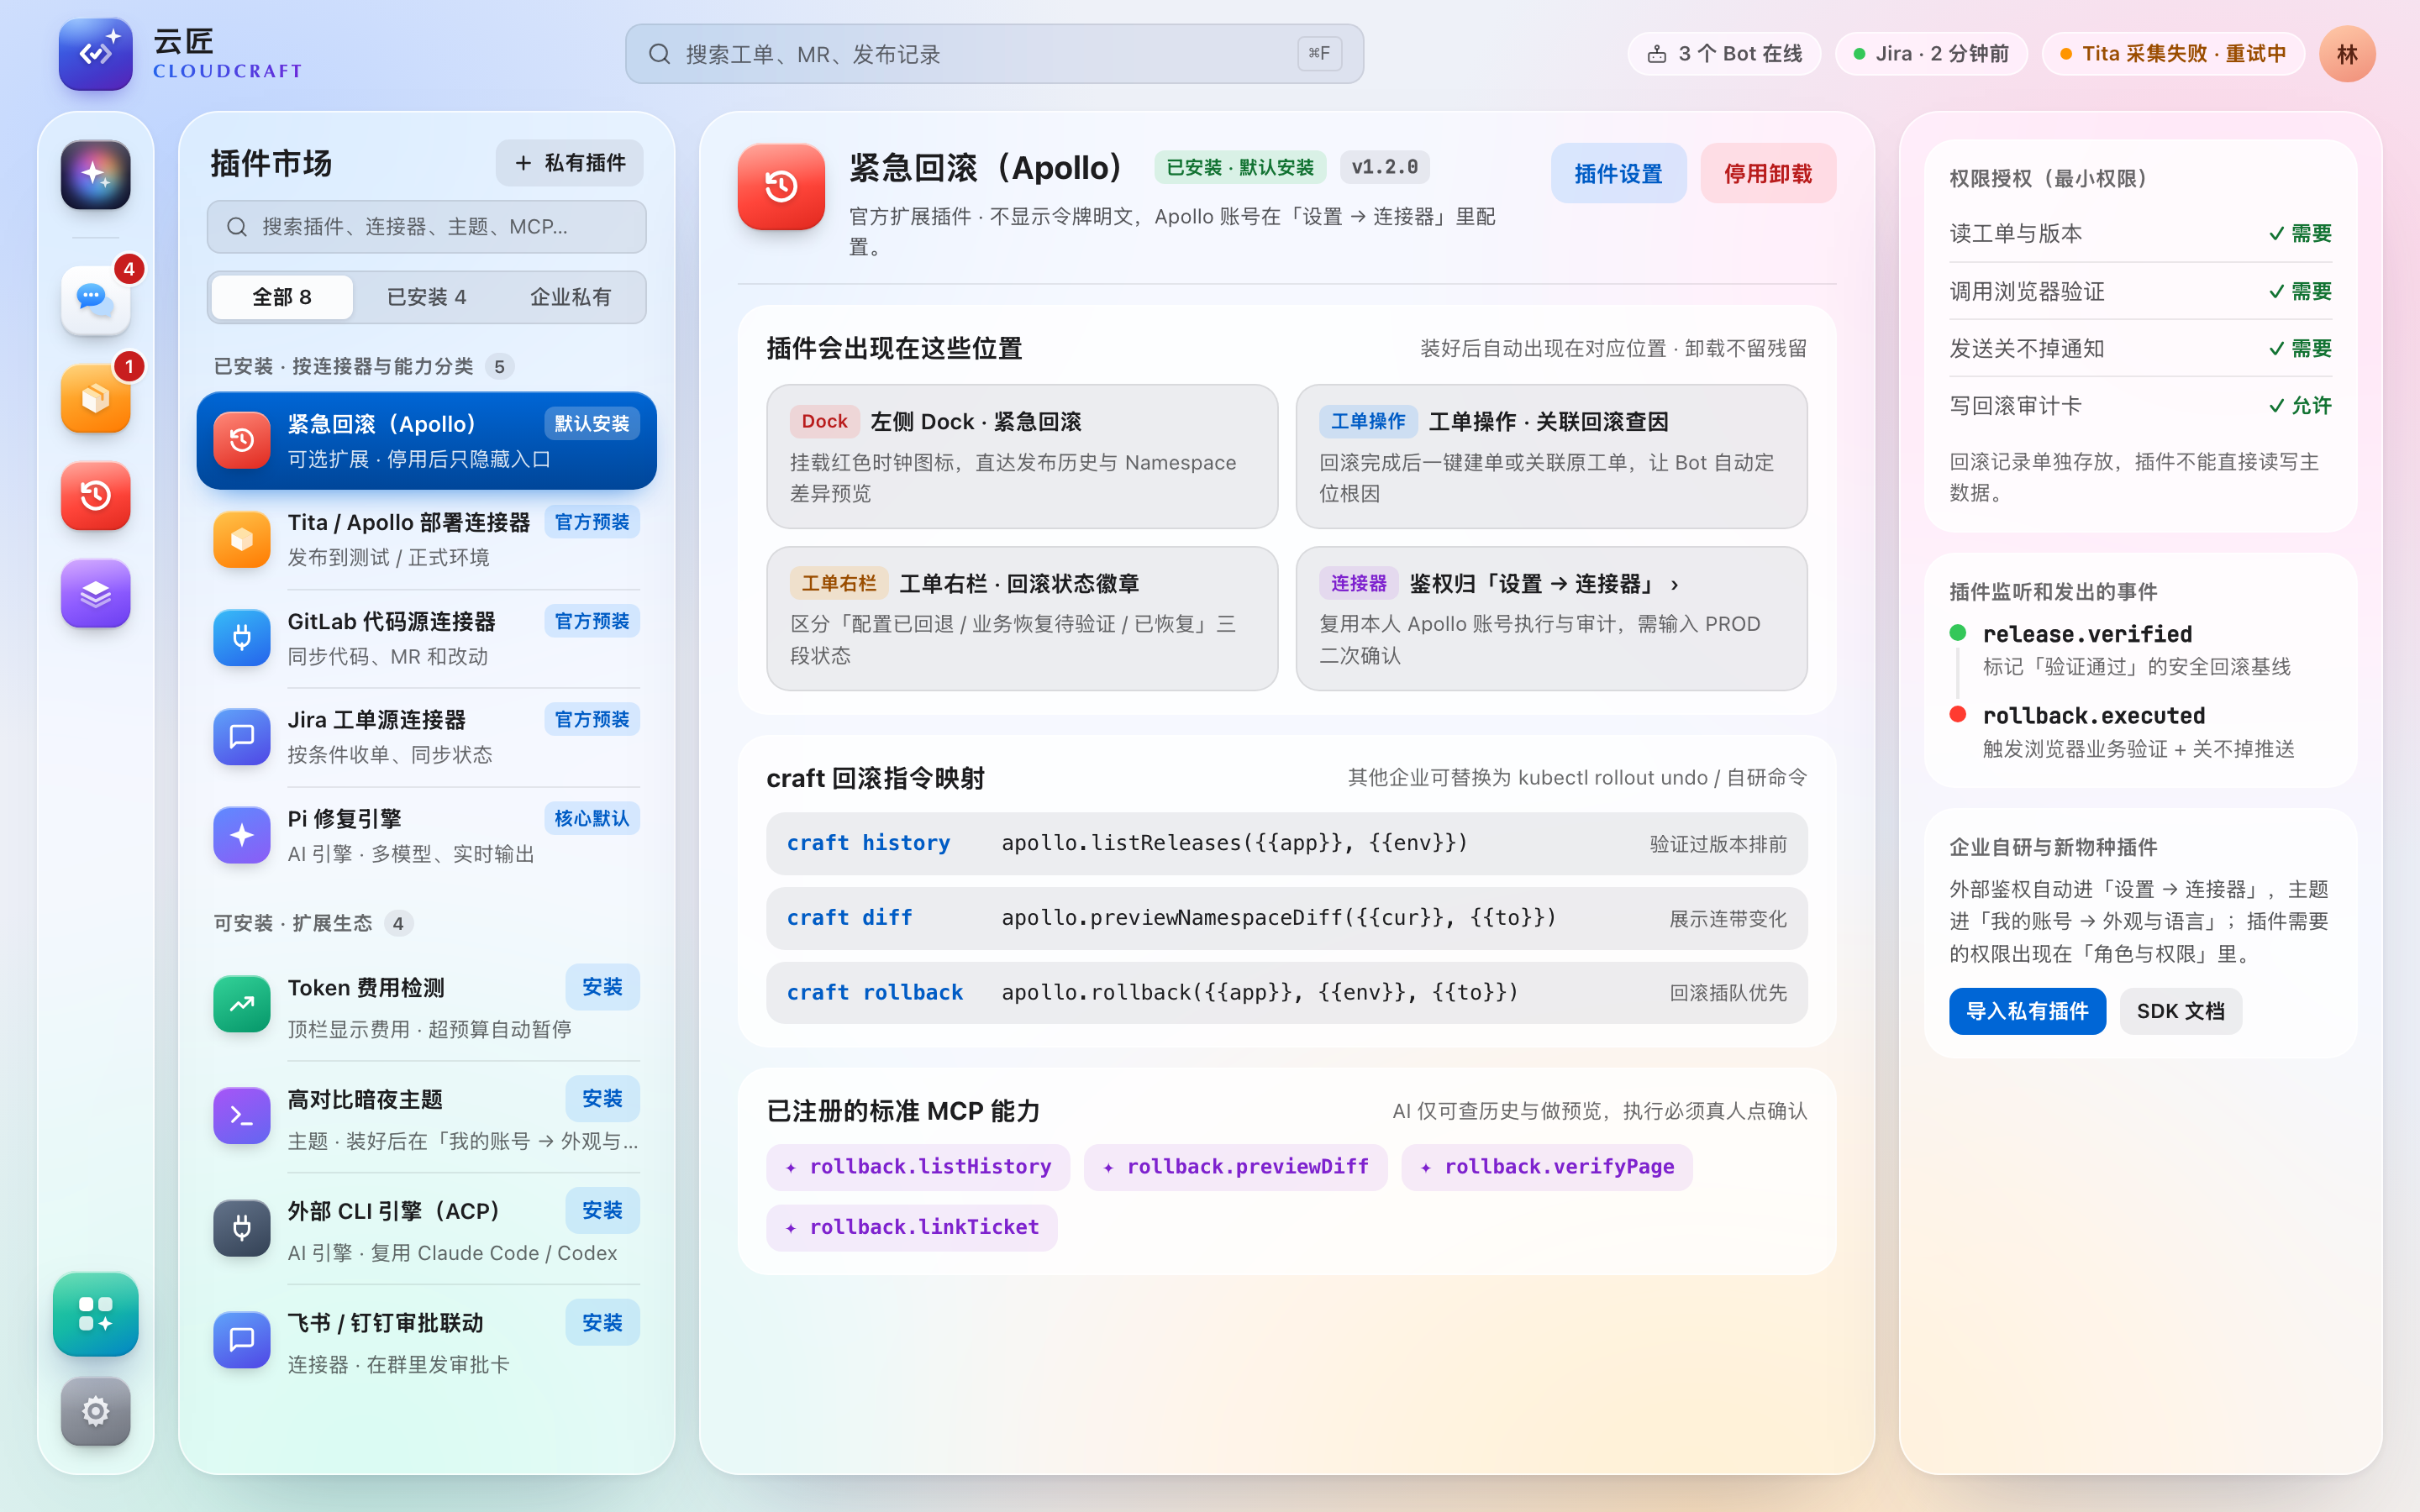 云匠
CLOUDCRAFT
搜索工单、MR、发布记录
⌘F
3 个 Bot 在线
Jira · 2 分钟前
Tita 采集失败 · 重试中
林
4
1
插件市场
+ 私有插件
搜索插件、连接器、主题、MCP...
全部 8
已安装 4
企业私有
已安装 · 按连接器与能力分类 5
紧急回滚（Apollo）
默认安装
可选扩展 · 停用后只隐藏入口
Tita / Apollo 部署连接器
官方预装
发布到测试 / 正式环境
GitLab 代码源连接器
官方预装
同步代码、MR 和改动
Jira 工单源连接器
官方预装
按条件收单、同步状态
Pi 修复引擎
核心默认
AI 引擎 · 多模型、实时输出
可安装 · 扩展生态 4
Token 费用检测
安装
顶栏显示费用 · 超预算自动暂停
高对比暗夜主题
安装
主题 · 装好后在「我的账号 → 外观与...
外部 CLI 引擎（ACP）
安装
AI 引擎 · 复用 Claude Code / Codex
飞书 / 钉钉审批联动
安装
连接器 · 在群里发审批卡
紧急回滚（Apollo）
已安装 · 默认安装
v1.2.0
官方扩展插件 · 不显示令牌明文，Apollo 账号在「设置 → 连接器」里配
置。
插件设置
停用卸载
插件会出现在这些位置
装好后自动出现在对应位置 · 卸载不留残留
Dock 左侧 Dock · 紧急回滚
挂载红色时钟图标，直达发布历史与 Namespace
差异预览
工单操作 工单操作 · 关联回滚查因
回滚完成后一键建单或关联原工单，让 Bot 自动定
位根因
工单右栏 工单右栏 · 回滚状态徽章
区分「配置已回退 / 业务恢复待验证 / 已恢复」三
段状态
连接器 鉴权归「设置 → 连接器」 ›
复用本人 Apollo 账号执行与审计，需输入 PROD
二次确认
craft 回滚指令映射
其他企业可替换为 kubectl rollout undo / 自研命令
craft history apollo.listReleases({{app}}, {{env}}) 验证过版本排前
craft diff apollo.previewNamespaceDiff({{cur}}, {{to}}) 展示连带变化
craft rollback apollo.rollback({{app}}, {{env}}, {{to}}) 回滚插队优先
已注册的标准 MCP 能力
AI 仅可查历史与做预览，执行必须真人点确认
✦ rollback.listHistory
✦ rollback.previewDiff
✦ rollback.verifyPage
✦ rollback.linkTicket
权限授权（最小权限）
读工单与版本 ✓ 需要
调用浏览器验证 ✓ 需要
发送关不掉通知 ✓ 需要
写回滚审计卡 ✓ 允许
回滚记录单独存放，插件不能直接读写主
数据。
插件监听和发出的事件
release.verified
标记「验证通过」的安全回滚基线
rollback.executed
触发浏览器业务验证 + 关不掉推送
企业自研与新物种插件
外部鉴权自动进「设置 → 连接器」，主题
进「我的账号 → 外观与语言」；插件需要
的权限出现在「角色与权限」里。
导入私有插件
SDK 文档